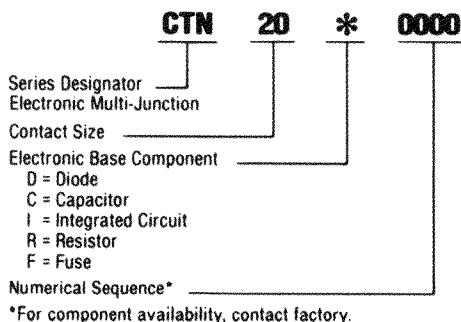 CTN 20 * 0000
Series Designator
Electronic Multi-Junction
Contact Size
Electronic Base Component
D = Diode
C = Capacitor
I = Integrated Circuit
R = Resistor
F = Fuse
Numerical Sequence*
*For component availability, contact factory.